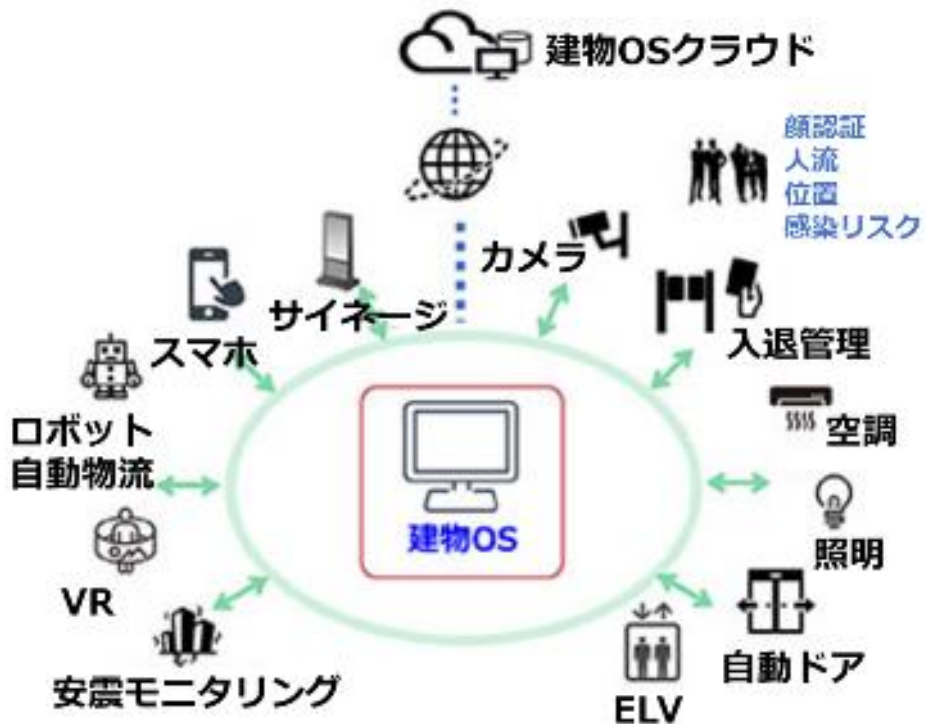 建物OSクラウド
顔認証
人流
位置
感染リスク
カメラ
サイネージ
スマホ
入退管理
ロボット
自動物流
空調
建物OS
照明
VR
自動ドア
安震モニタリング
ELV